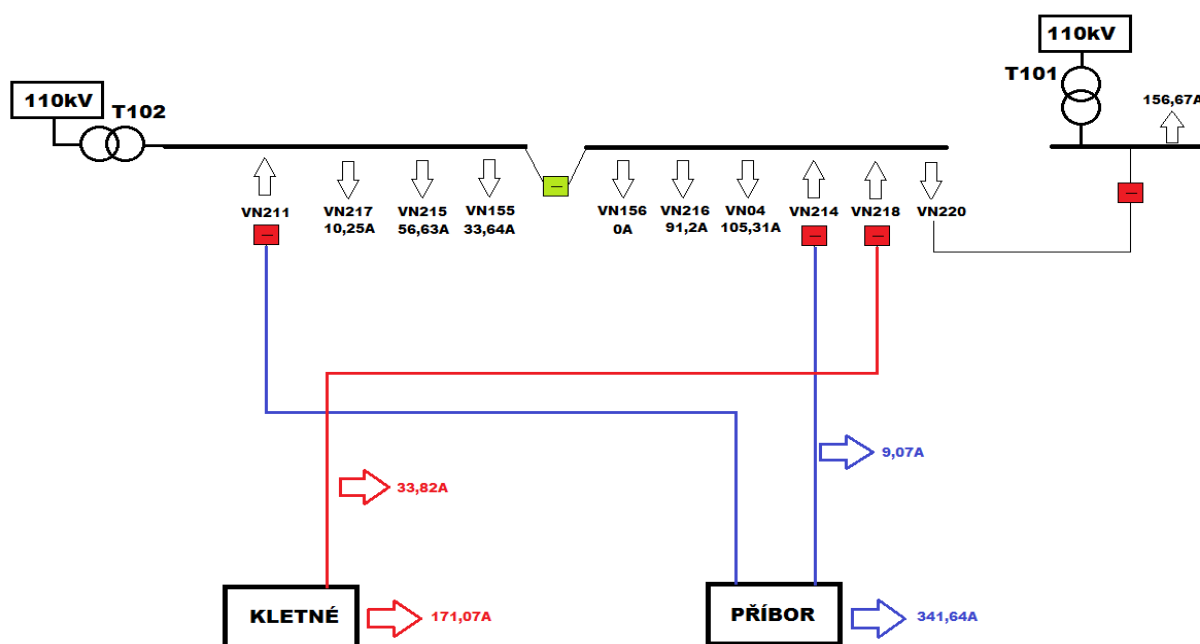 110kV
T101
156,67A
110kV
T102
VN211
VN217
10,25A
VN215
56,63A
VN155
33,64A
VN156
0A
VN216
91,2A
VN04
105,31A
VN214
VN218
VN220
9,07A
33,82A
KLETNÉ
171,07A
PŘÍBOR
341,64A